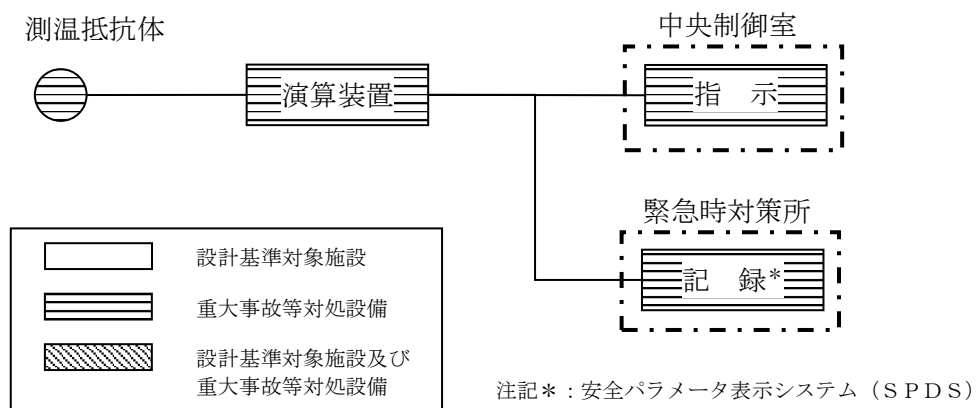 測温抵抗体
中央制御室
演算装置
指 示
緊急時対策所
記 録*
設計基準対象施設
重大事故等対処設備
設計基準対象施設及び
重大事故等対処設備
注記*:安全パラメータ表示システム(SPDS)